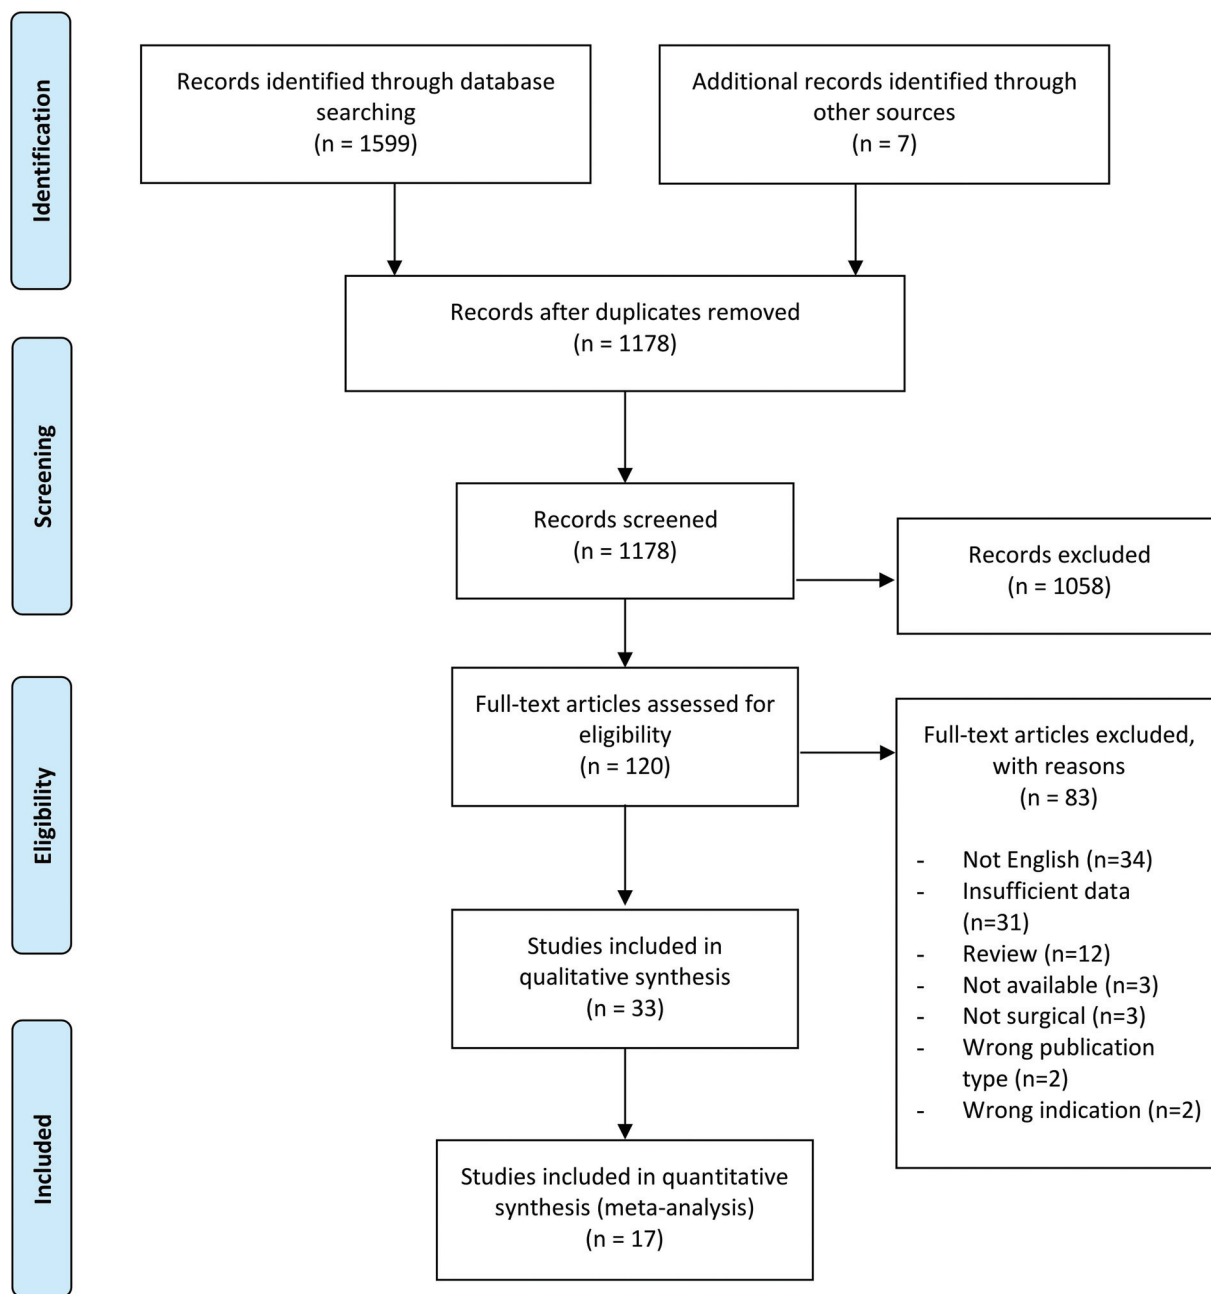 Identification
Records identified through database
searching
(n = 1599)
Additional records identified through
other sources
(n = 7)
Records after duplicates removed
(n = 1178)
Screening
Records screened
(n = 1178)
Records excluded
(n = 1058)
Eligibility
Full-text articles assessed for
eligibility
(n = 120)
Full-text articles excluded,
with reasons
(n = 83)
- Not English (n=34)
- Insufficient data
(n=31)
- Review (n=12)
- Not available (n=3)
- Not surgical (n=3)
- Wrong publication
type (n=2)
- Wrong indication (n=2)
Studies included in
qualitative synthesis
(n = 33)
Included
Studies included in quantitative
synthesis (meta-analysis)
(n = 17)